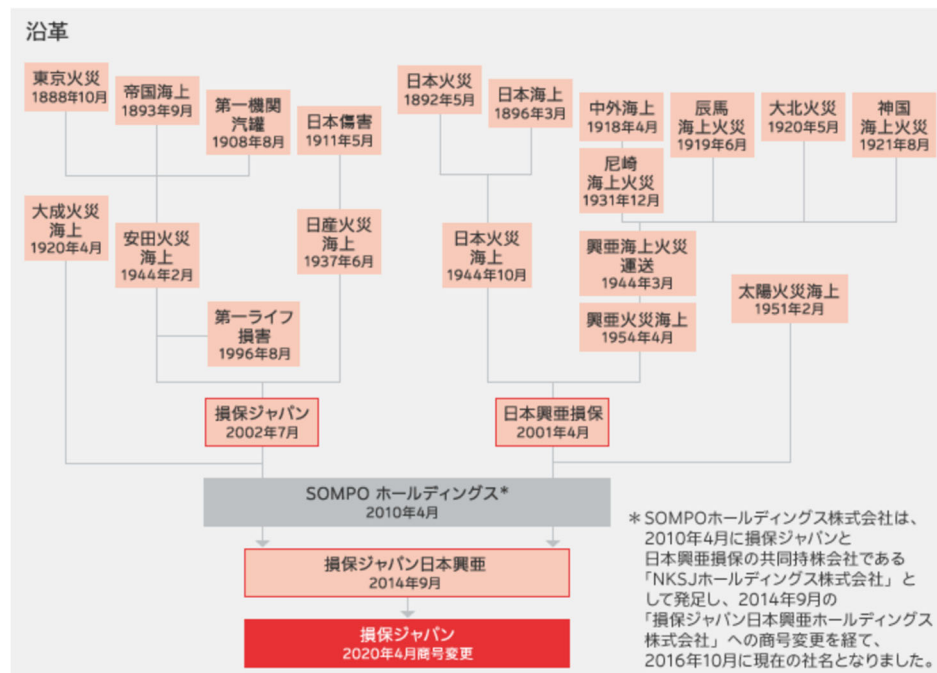 沿革
東京火災
1888年10月
帝国海上
1893年9月
第一機関
汽罐
1908年8月
日本傷害
1911年5月
日本火災
1892年5月
日本海上
1896年3月
中外海上
1918年4月
辰馬
海上火災
1919年6月
大北火災
1920年5月
神国
海上火災
1921年8月
尼崎
海上火災
1931年12月
大成火災
海上
1920年4月
安田火災
海上
1944年2月
日産火災
海上
1937年6月
日本火災
海上
1944年10月
興亜海上火災
運送
1944年3月
太陽火災海上
1951年2月
第一ライフ
損害
1996年8月
興亜火災海上
1954年4月
損保ジャパン
2002年7月
日本興亜損保
2001年4月
SOMPO ホールディングス*
2010年4月
損保ジャパン日本興亜
2014年9月
損保ジャパン
2020年4月商号変更
*SOMPOホールディングス株式会社は、
2010年4月に損保ジャパンと
日本興亜損保の共同持株会社である
「NKSJホールディングス株式会社」と
して発足し、2014年9月の
「損保ジャパン日本興亜ホールディングス
株式会社」への商号変更を経て、
2016年10月に現在の社名となりました。